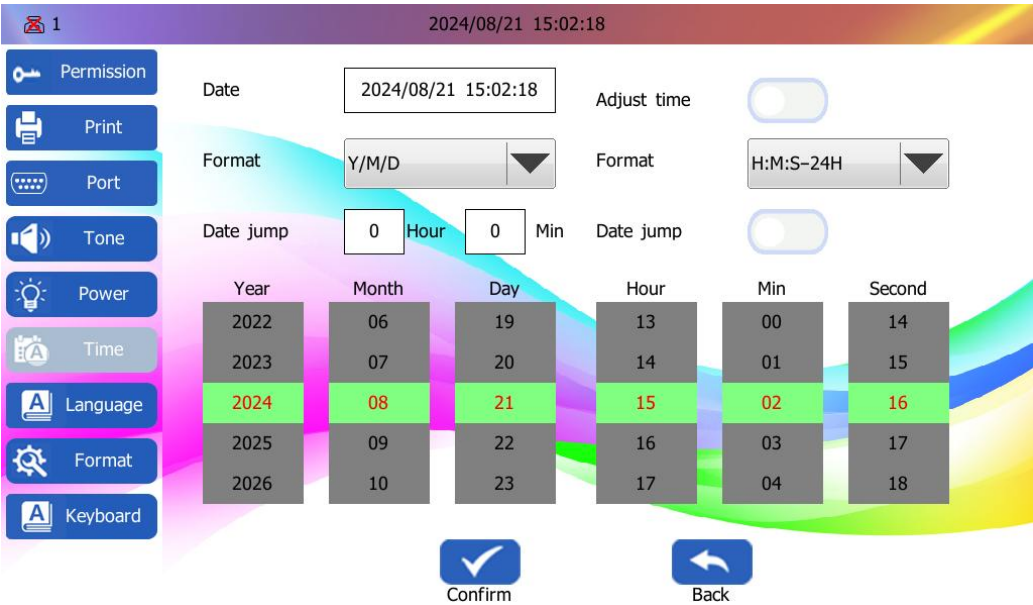 1
2024/08/21 15:02:18
Permission
Print
Port
Tone
Power
Time
Language
Format
Keyboard
Date 2024/08/21 15:02:18 Adjust time
Format Y/M/D Format H:M:S-24H
Date jump 0 Hour 0 Min Date jump
Year Month Day Hour Min Second
2022 06 19 13 00 14
2023 07 20 14 01 15
2024 08 21 15 02 16
2025 09 22 16 03 17
2026 10 23 17 04 18
Confirm Back